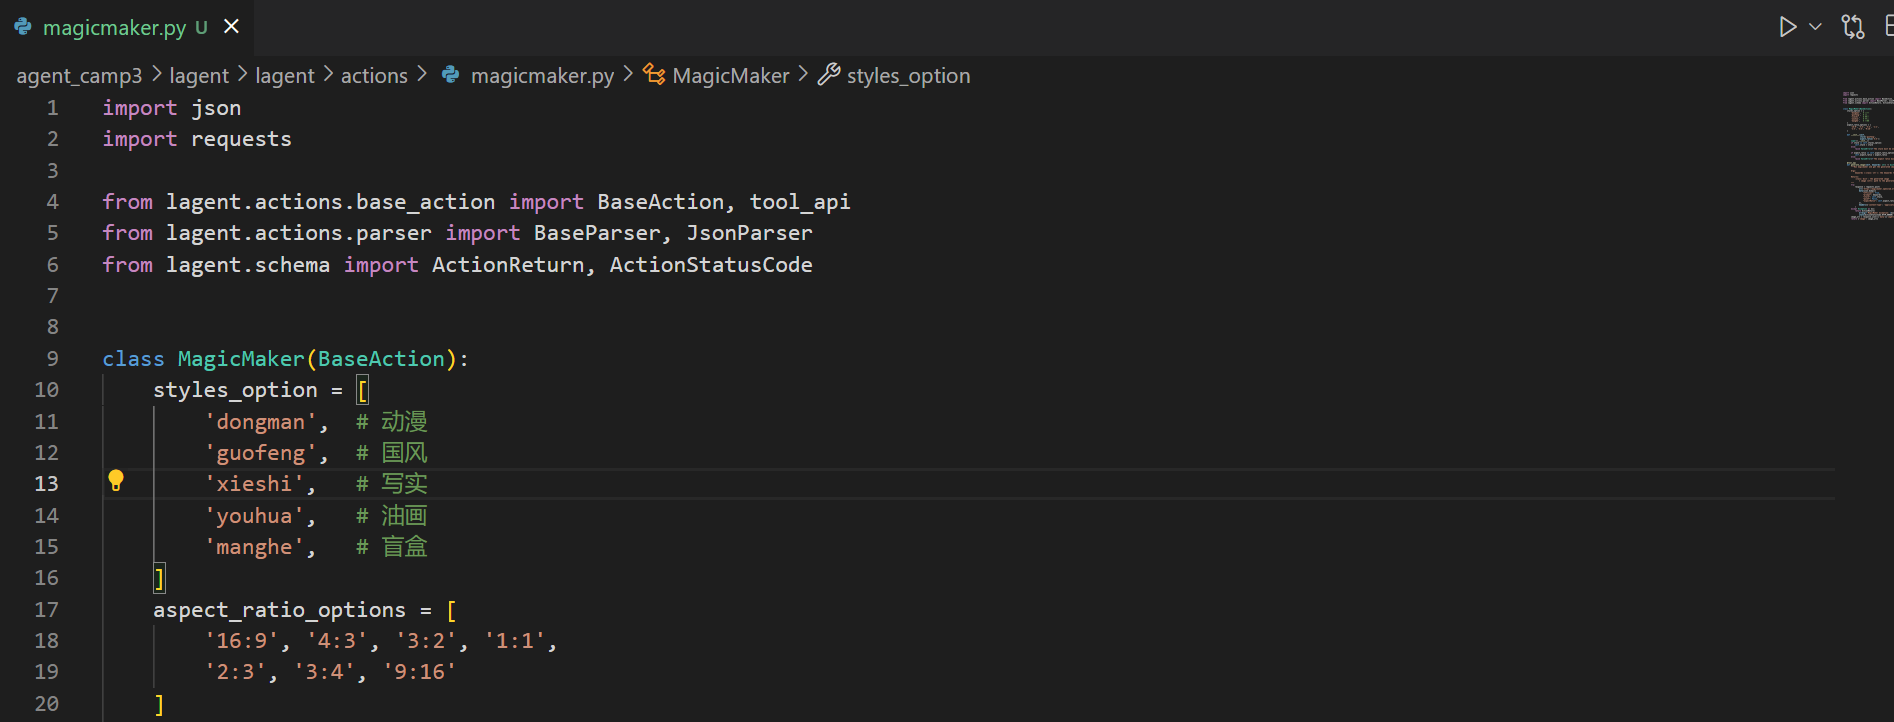 magicmaker.py U
agent_camp3 > lagent > lagent > actions > magicmaker.py > MagicMaker > styles_option
1 import json
2 import requests
3
4 from lagent.actions.base_action import BaseAction, tool_api
5 from lagent.actions.parser import BaseParser, JsonParser
6 from lagent.schema import ActionReturn, ActionStatusCode
7
8
9 class MagicMaker(BaseAction):
10     styles_option = [
11         'dongman',  # 动漫
12         'guofeng',  # 国风
13         'xieshi',   # 写实
14         'youhua',   # 油画
15         'manghe',   # 盲盒
16     ]
17     aspect_ratio_options = [
18         '16:9', '4:3', '3:2', '1:1',
19         '2:3', '3:4', '9:16'
20     ]